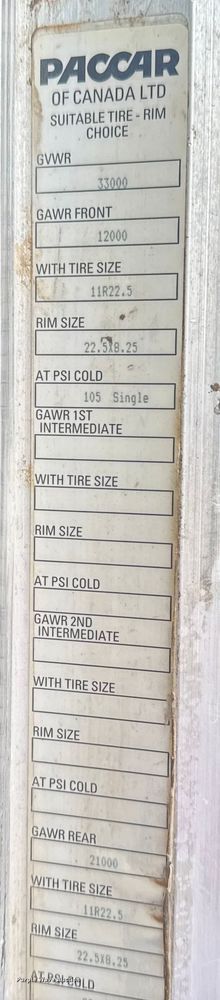 PACCAR
OF CANADA LTD
SUITABLE TIRE - RIM
CHOICE
GVWR
33000
GAWR FRONT
12000
WITH TIRE SIZE
11R22.5
RIM SIZE
22.5X8.25
AT PSI COLD
105 Single
GAWR 1ST
INTERMEDIATE
WITH TIRE SIZE
RIM SIZE
AT PSI COLD
GAWR 2ND
INTERMEDIATE
WITH TIRE SIZE
RIM SIZE
AT PSI COLD
GAWR REAR
21000
WITH TIRE SIZE
11R22.5
RIM SIZE
22.5X8.25
AT PSI COLD